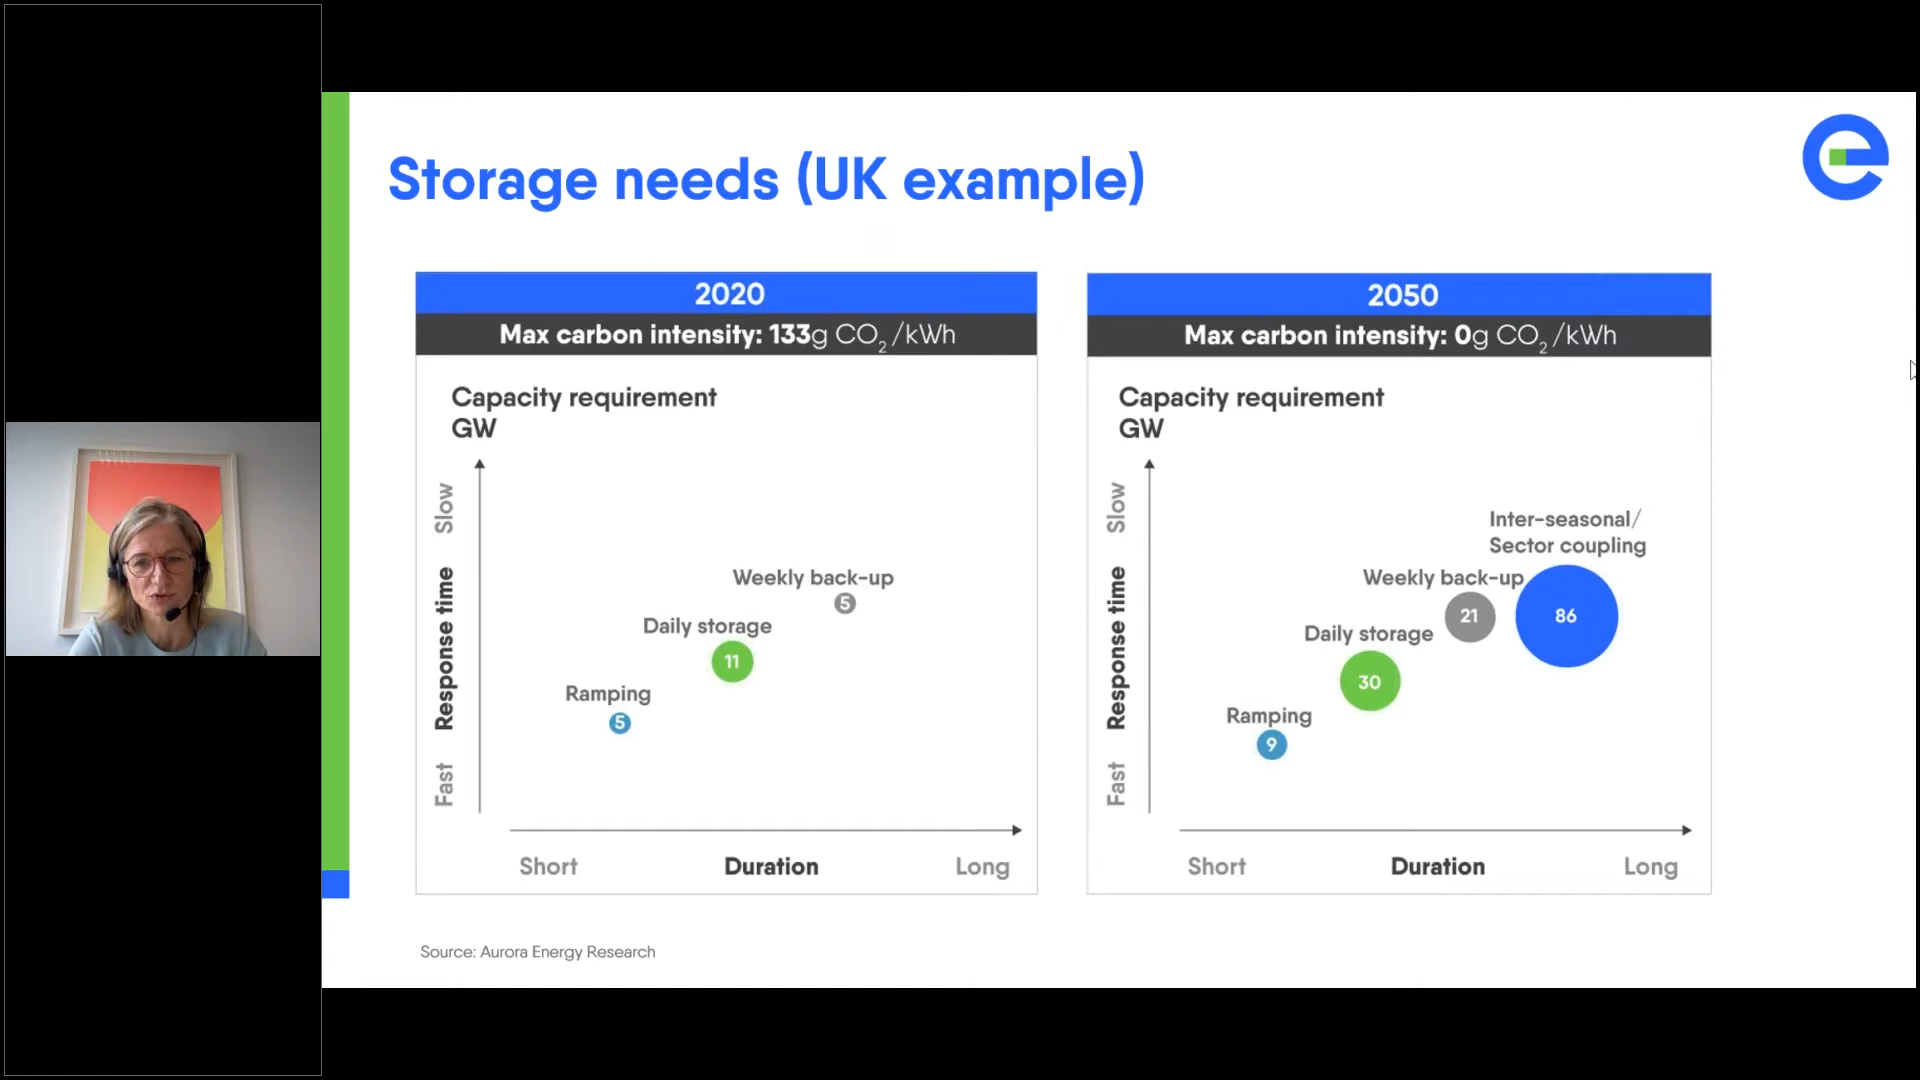 Storage needs (UK example)
2020
Max carbon intensity: 133g CO₂/kWh
Capacity requirement
GW
Slow
Response time
Fast
Weekly back-up
5
Daily storage
11
Ramping
5
Short
Duration
Long
2050
Max carbon intensity: 0g CO₂/kWh
Capacity requirement
GW
Slow
Response time
Fast
Inter-seasonal/
Sector coupling
86
Weekly back-up
21
Daily storage
30
Ramping
9
Short
Duration
Long
Source: Aurora Energy Research